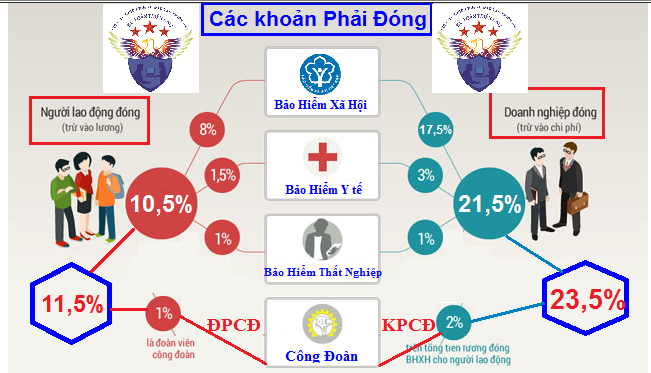 Các khoản Phải Đóng
Người lao động đóng
(trừ vào lương)
Doanh nghiệp đóng
(trừ vào chi phí)
Bảo Hiểm Xã Hội
8%
17,5%
Bảo Hiểm Y tế
1,5%
3%
10,5%
21,5%
Bảo Hiểm Thất Nghiệp
1%
1%
11,5%
23,5%
1%
ĐPCĐ
KPCĐ
2%
Công Đoàn
là đoàn viên
công đoàn
trên tổng tiền lương đóng
BHXH cho người lao động